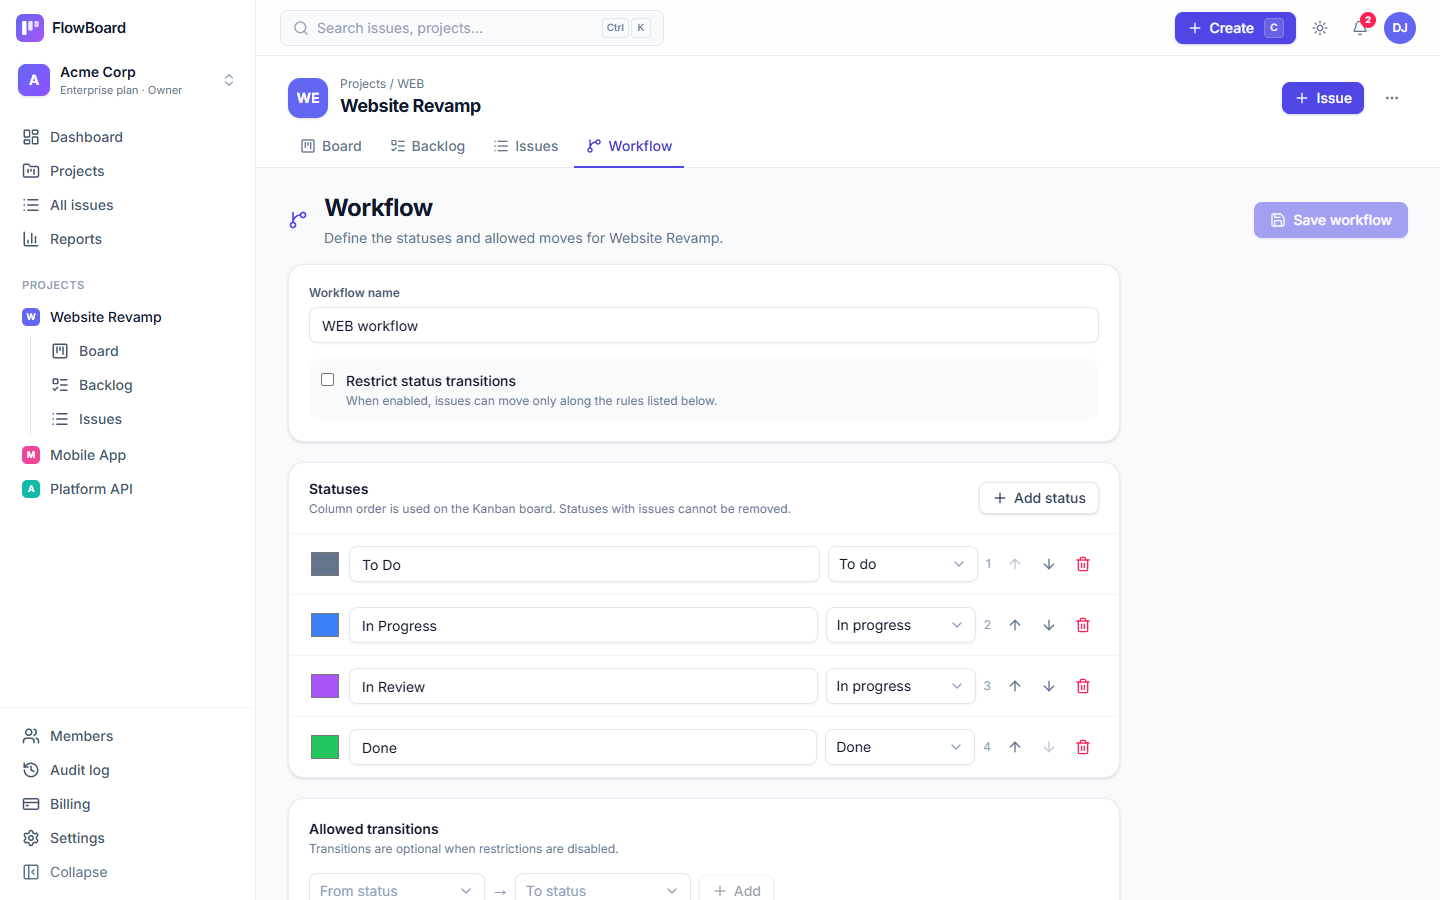 FlowBoard
Search issues, projects...
Ctrl K
Create C
2
DJ
A
Acme Corp
Enterprise plan · Owner
Dashboard
Projects
All issues
Reports
PROJECTS
W Website Revamp
Board
Backlog
Issues
M Mobile App
A Platform API
Members
Audit log
Billing
Settings
Collapse
WE
Projects / WEB
Website Revamp
Issue
Board
Backlog
Issues
Workflow
Workflow
Define the statuses and allowed moves for Website Revamp.
Save workflow
Workflow name
WEB workflow
Restrict status transitions
When enabled, issues can move only along the rules listed below.
Statuses
Column order is used on the Kanban board. Statuses with issues cannot be removed.
Add status
To Do To do 1
In Progress In progress 2
In Review In progress 3
Done Done 4
Allowed transitions
Transitions are optional when restrictions are disabled.
From status → To status Add